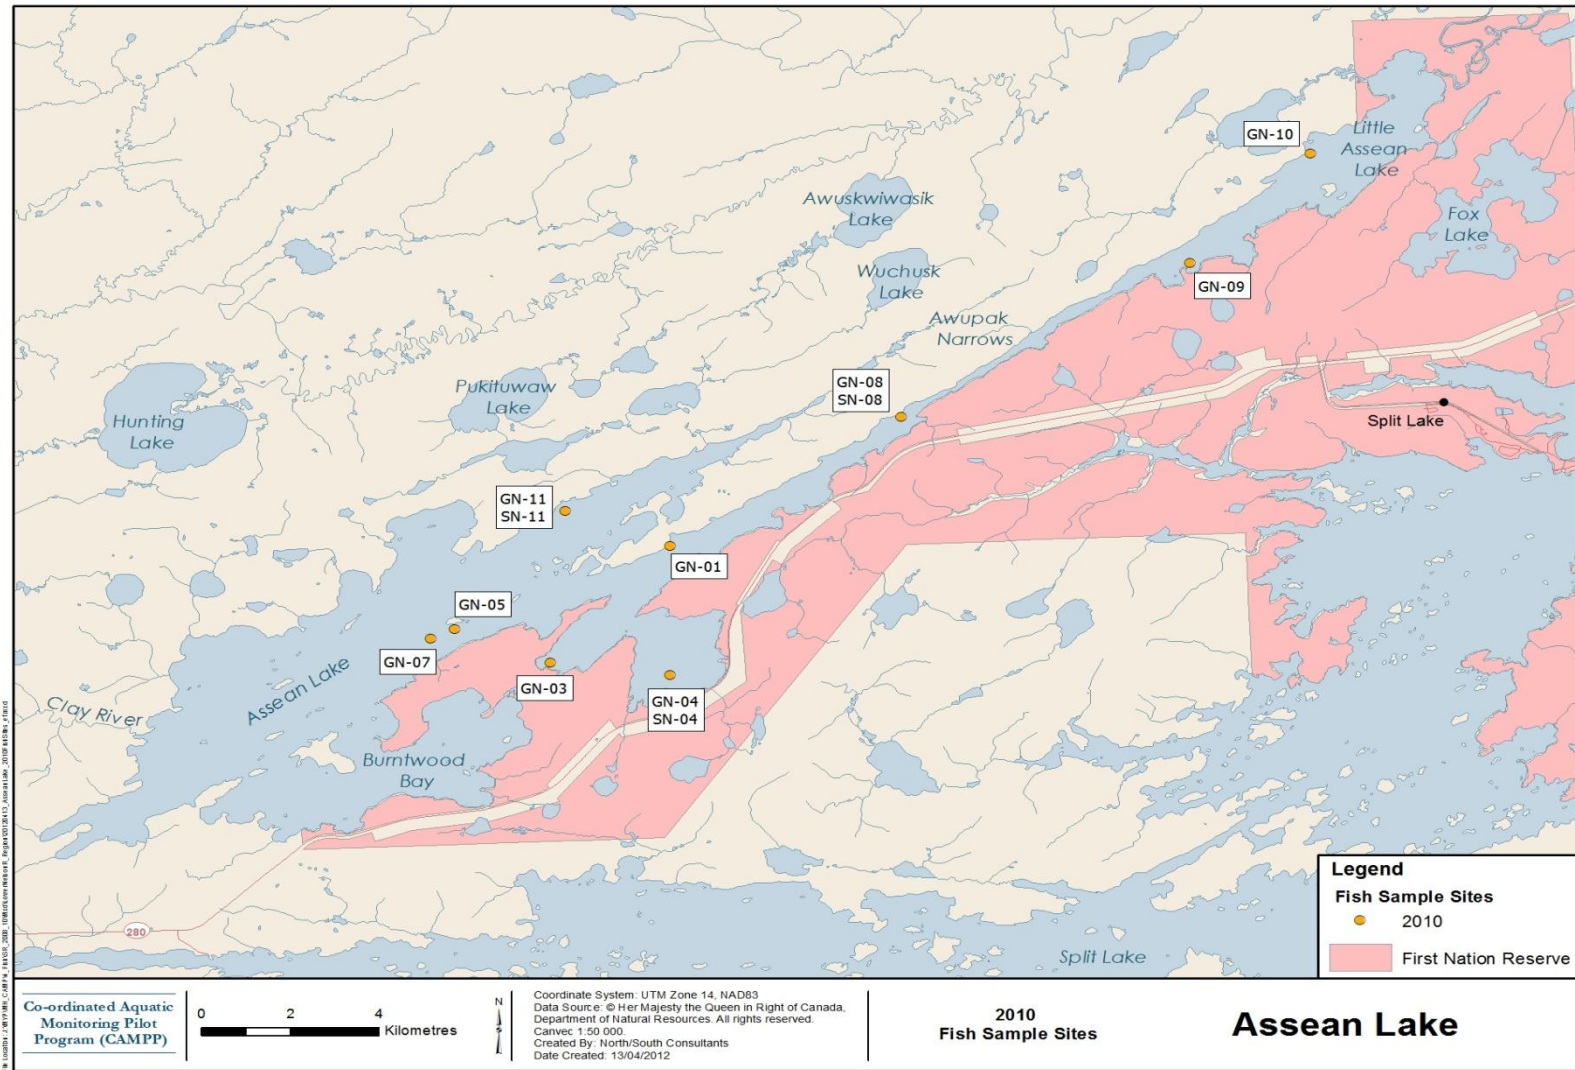 GN-10
Little
Assean
Lake
Awuskwiwasik
Lake
Fox
Lake
Wuchusk
Lake
GN-09
Awupak
Narrows
GN-08
SN-08
Pukituwaw
Lake
Hunting
Lake
Split Lake
GN-11
SN-11
GN-01
GN-05
GN-07
GN-03
Assean Lake
GN-04
SN-04
Clay River
Burntwood
Bay
280
Split Lake
Legend
Fish Sample Sites
2010
First Nation Reserve
Co-ordinated Aquatic
Monitoring Pilot
Program (CAMPP)
0 2 4
Kilometres
N
Coordinate System: UTM Zone 14, NAD83
Data Source: © Her Majesty the Queen in Right of Canada,
Department of Natural Resources. All rights reserved.
Canvec 1:50 000.
Created By: North/South Consultants
Date Created: 13/04/2012
2010
Fish Sample Sites
Assean Lake